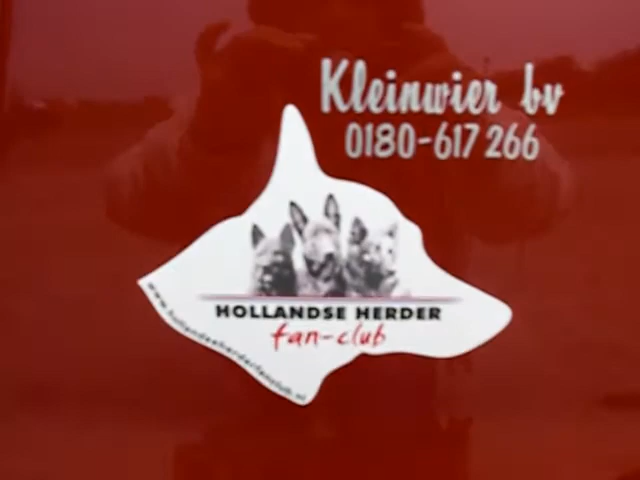 Kleinwier bv
0180-617 266
HOLLANDSE HERDER
fan-club
www.hollandseherderfanclub.nl